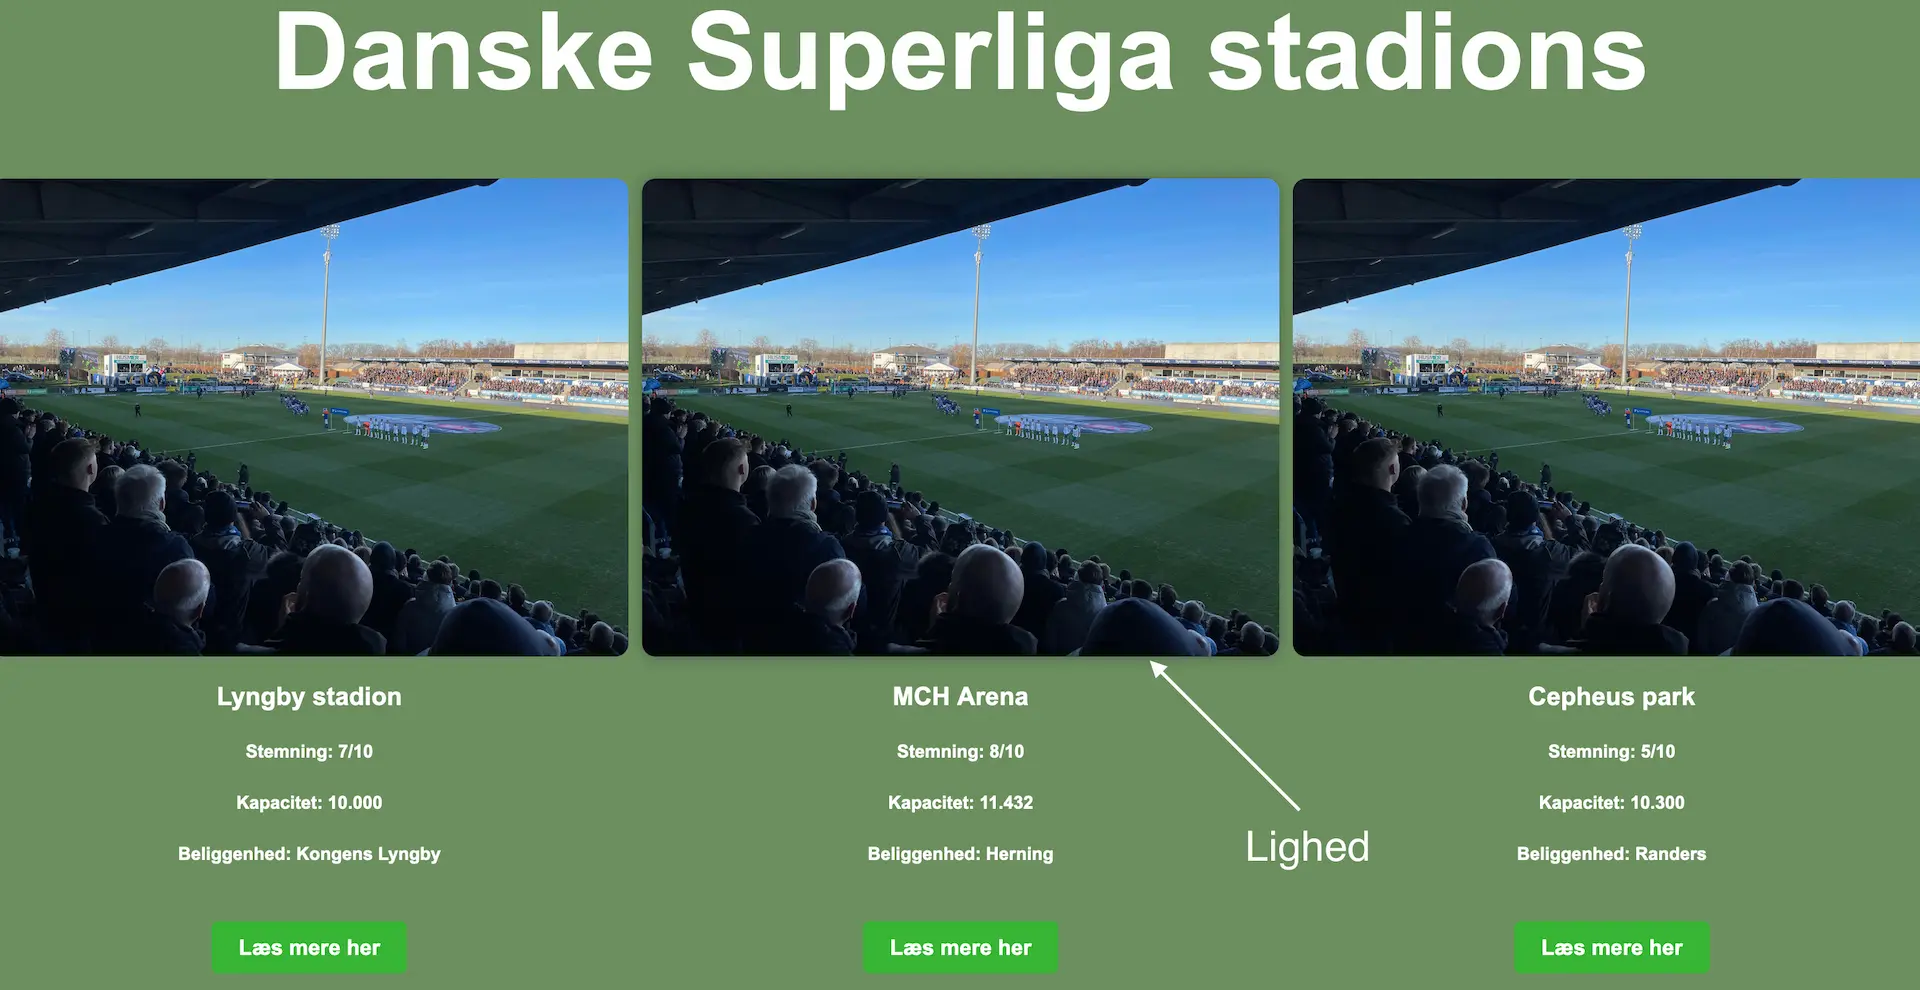 Danske Superliga stadions
Lyngby stadion
Stemning: 7/10
Kapacitet: 10.000
Beliggenhed: Kongens Lyngby
Læs mere her
MCH Arena
Stemning: 8/10
Kapacitet: 11.432
Beliggenhed: Herning
Læs mere her
Lighed
Cepheus park
Stemning: 5/10
Kapacitet: 10.300
Beliggenhed: Randers
Læs mere her